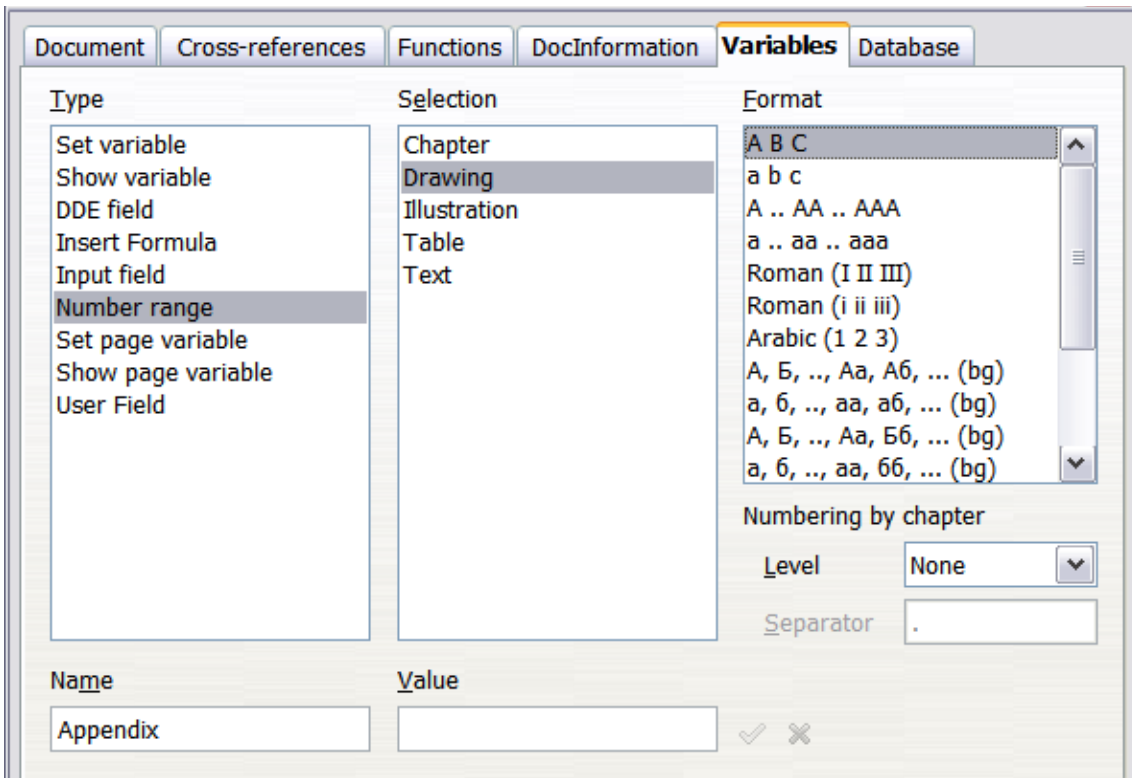 Document Cross-references Functions DocInformation Variables Database
Type
Set variable
Show variable
DDE field
Insert Formula
Input field
Number range
Set page variable
Show page variable
User Field
Selection
Chapter
Drawing
Illustration
Table
Text
Format
A B C
a b c
A .. AA .. AAA
a .. aa .. aaa
Roman (I II III)
Roman (i ii iii)
Arabic (1 2 3)
А, Б, .., Аа, Аб, ... (bg)
а, б, .., аа, аб, ... (bg)
А, Б, .., Аа, Бб, ... (bg)
а, б, .., аа, бб, ... (bg)
Numbering by chapter
Level None
Separator .
Name
Appendix
Value